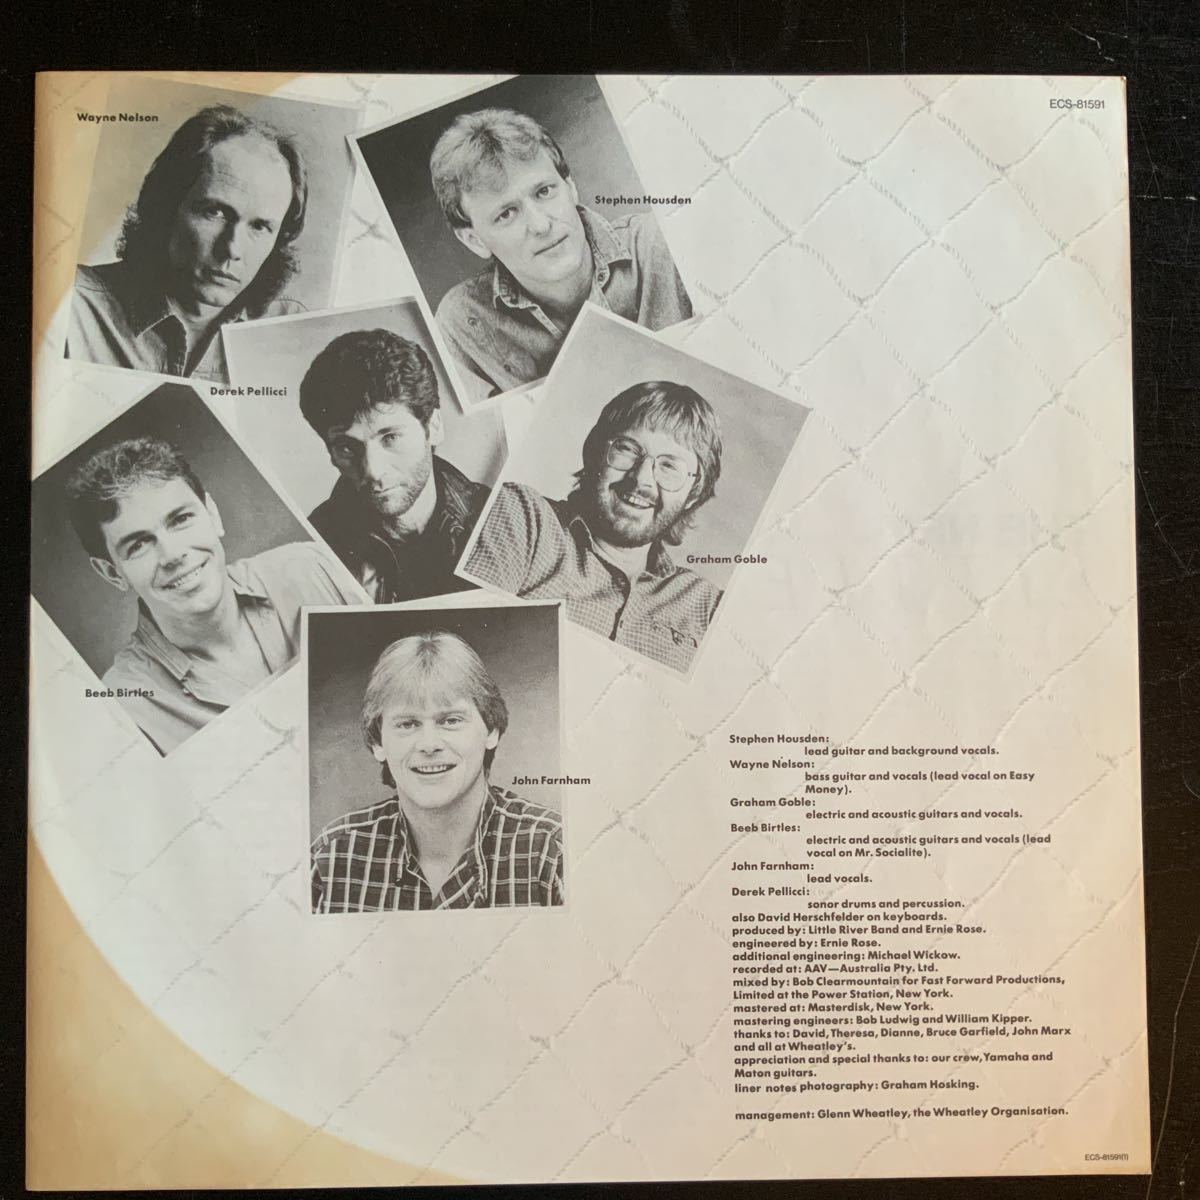 ECS-81591
Wayne Nelson
Stephen Housden
Derek Pellicci
Graham Goble
Beeb Birtles
John Farnham
Stephen Housden:
lead guitar and background vocals.
Wayne Nelson:
bass guitar and vocals (lead vocal on Easy
Money).
Graham Goble:
electric and acoustic guitars and vocals.
Beeb Birtles:
electric and acoustic guitars and vocals (lead
vocal on Mr. Socialite).
John Farnham:
lead vocals.
Derek Pellicci:
sonor drums and percussion.
also David Herschfelder on keyboards.
produced by: Little River Band and Ernie Rose.
engineered by: Ernie Rose.
additional engineering: Michael Wickow.
recorded at: AAV—Australia Pty. Ltd.
mixed by: Bob Clearmountain for Fast Forward Productions,
Limited at the Power Station, New York.
mastered at: Masterdisk, New York.
mastering engineers: Bob Ludwig and William Kipper.
thanks to: David, Theresa, Dianne, Bruce Garfield, John Marx
and all at Wheatley's.
appreciation and special thanks to: our crew, Yamaha and
Maton guitars.
liner notes photography: Graham Hosking.
management: Glenn Wheatley, the Wheatley Organisation.
ECS-81591(1)